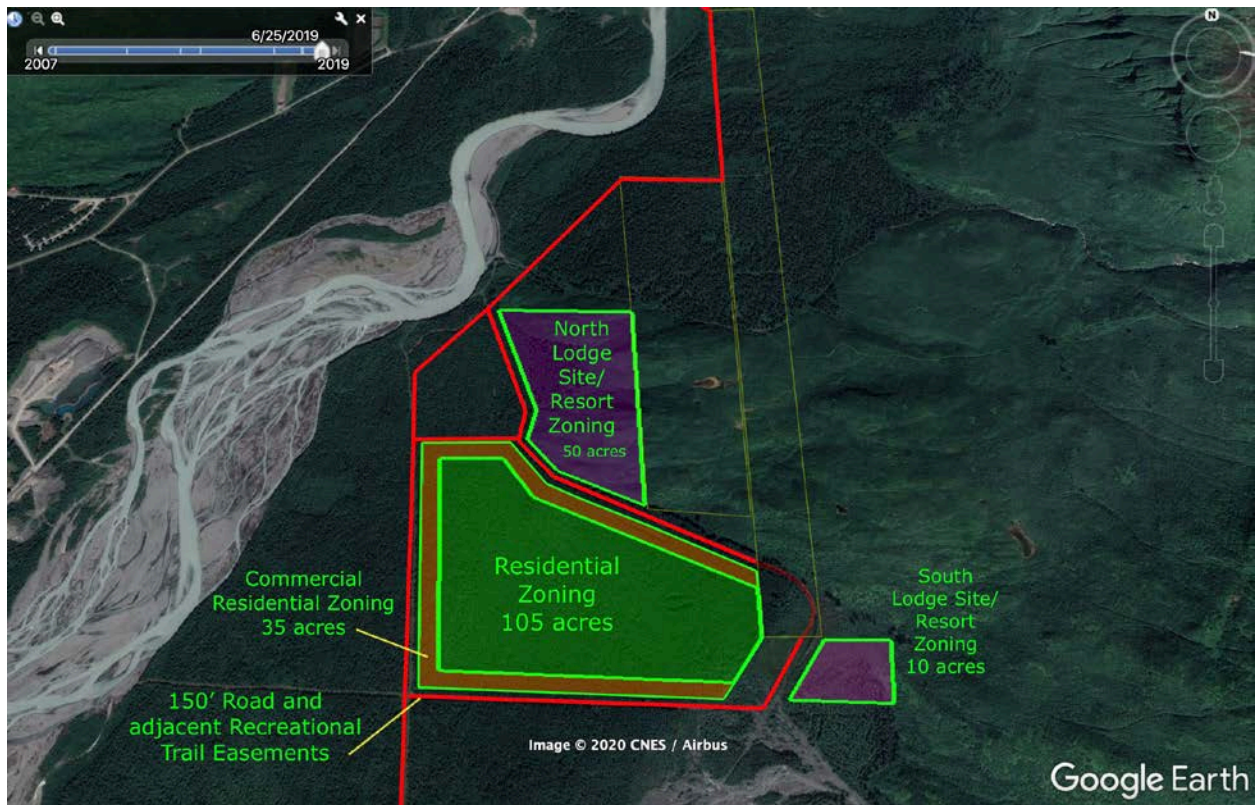 6/25/2019
2007
2019
N
North
Lodge
Site/
Resort
Zoning
50 acres
Commercial
Residential Zoning
35 acres
Residential
Zoning
105 acres
South
Lodge Site/
Resort
Zoning
10 acres
150’ Road and
adjacent Recreational
Trail Easements
Image © 2020 CNES / Airbus
Google Earth